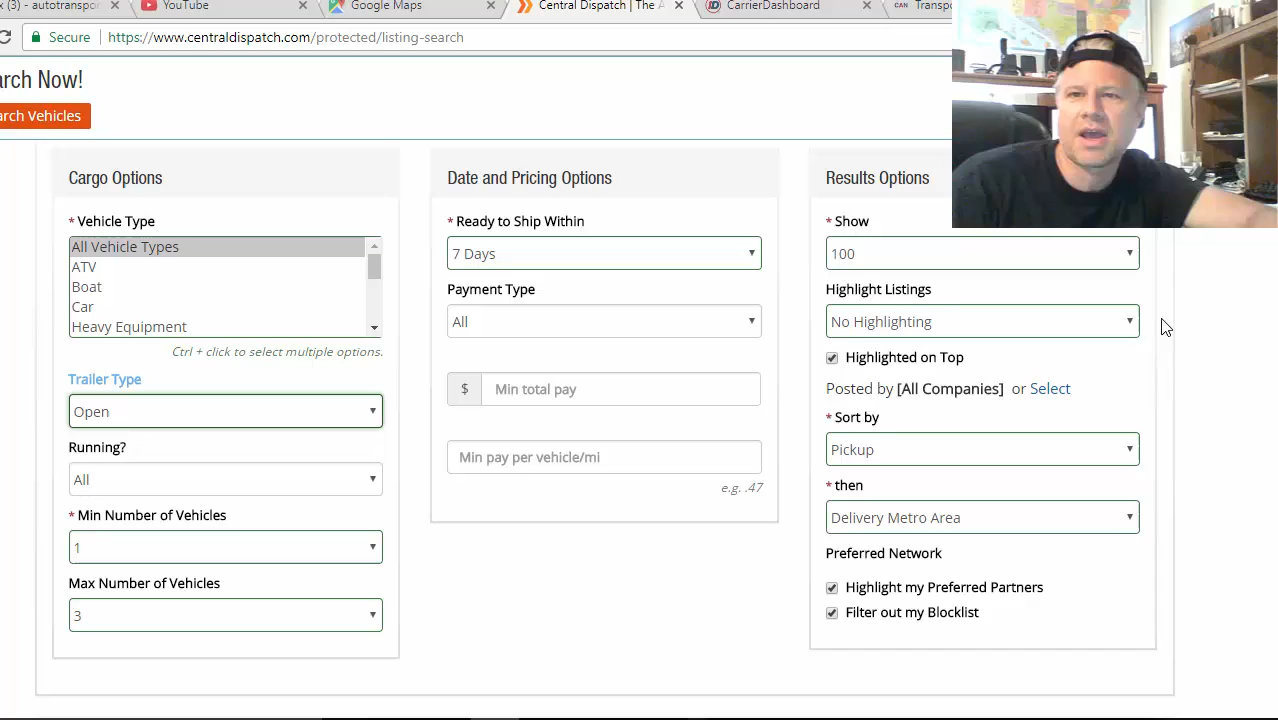 x (3) - autotranspor
YouTube
Google Maps
Central Dispatch | The A
CarrierDashboard
CAN
Transpo
Secure
https://www.centraldispatch.com/protected/listing-search
arch Now!
arch Vehicles
Cargo Options
* Vehicle Type
All Vehicle Types
ATV
Boat
Car
Heavy Equipment
Ctrl + click to select multiple options.
Trailer Type
Open
Running?
All
* Min Number of Vehicles
1
Max Number of Vehicles
3
Date and Pricing Options
* Ready to Ship Within
7 Days
Payment Type
All
$ Min total pay
Min pay per vehicle/mi
e.g. .47
Results Options
* Show
100
Highlight Listings
No Highlighting
Highlighted on Top
Posted by [All Companies] or Select
* Sort by
Pickup
* then
Delivery Metro Area
Preferred Network
Highlight my Preferred Partners
Filter out my Blocklist